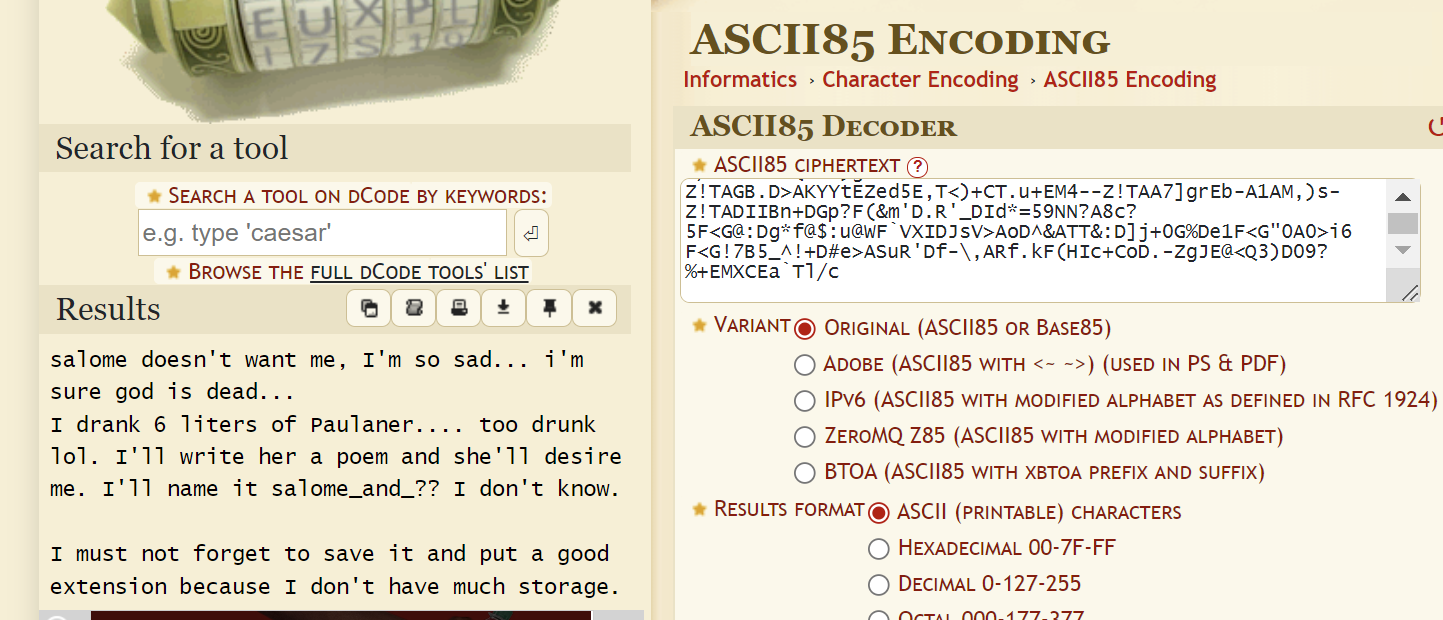 EUXPL
IZSI9
Search for a tool
SEARCH A TOOL ON DCODE BY KEYWORDS:
e.g. type 'caesar'
BROWSE THE FULL DCODE TOOLS' LIST
Results
salome doesn't want me, I'm so sad... i'm
sure god is dead...
I drank 6 liters of Paulaner.... too drunk
lol. I'll write her a poem and she'll desire
me. I'll name it salome_and_?? I don't know.
I must not forget to save it and put a good
extension because I don't have much storage.
ASCII85 ENCODING
Informatics › Character Encoding › ASCII85 Encoding
ASCII85 DECODER
ASCII85 CIPHERTEXT ?
Z!TAGB.D>AKYYtEZed5E,T<)+CT.u+EM4--Z!TAA7]grEb-A1AM,)s-
Z!TADIIBn+DGp?F(&m'D.R'_DId*=59NN?A8c?
5F<G@:Dg*f@$:u@WF`VXIDJsV>AoD^&ATT&:D]j+0G%De1F<G"0A0>i6
F<G!7B5_^!+D#e>ASuR'Df-\,ARf.kF(HIc+CoD.-ZgJE@<Q3)D09?
%+EMXCEa`Tl/c
VARIANT ORIGINAL (ASCII85 OR BASE85)
ADOBE (ASCII85 WITH <~ ~>) (USED IN PS & PDF)
IPV6 (ASCII85 WITH MODIFIED ALPHABET AS DEFINED IN RFC 1924)
ZEROMQ Z85 (ASCII85 WITH MODIFIED ALPHABET)
BTOA (ASCII85 WITH XBTOA PREFIX AND SUFFIX)
RESULTS FORMAT ASCII (PRINTABLE) CHARACTERS
HEXADECIMAL 00-7F-FF
DECIMAL 0-127-255
OCTAL 000-177-377